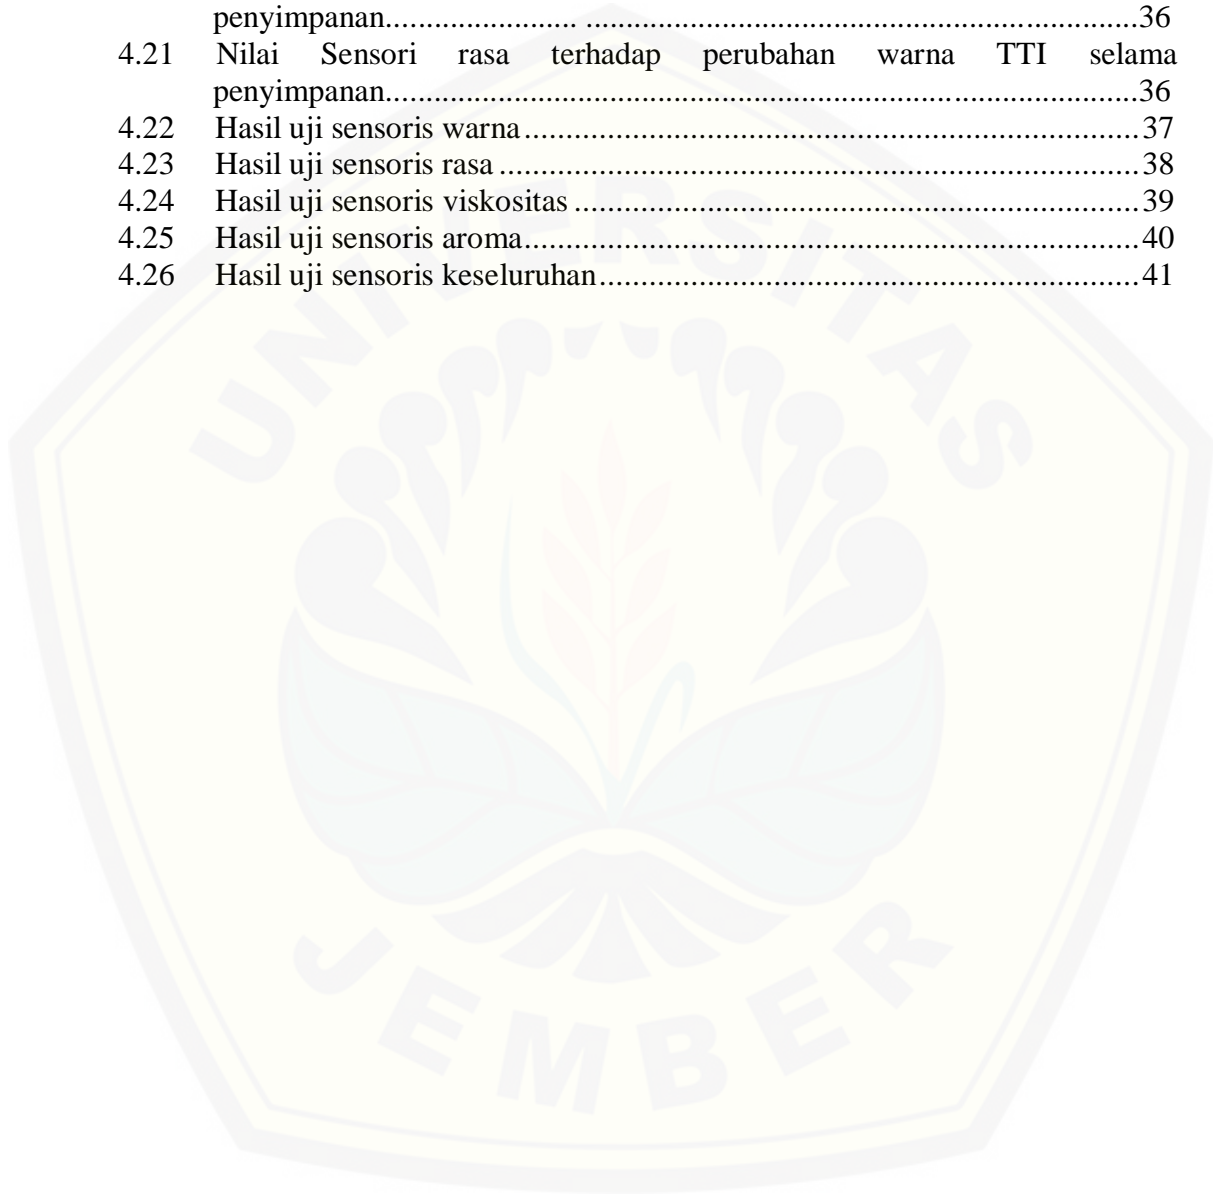 penyimpanan........................ .....................................................................36
4.21 Nilai Sensori rasa terhadap perubahan warna TTI selama
penyimpanan..............................................................................................36
4.22 Hasil uji sensoris warna.............................................................................37
4.23 Hasil uji sensoris rasa................................................................................38
4.24 Hasil uji sensoris viskositas.......................................................................39
4.25 Hasil uji sensoris aroma.............................................................................40
4.26 Hasil uji sensoris keseluruhan....................................................................41
UNIVERSITAS
JEMBER